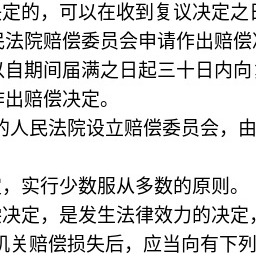 定的，可以在收到复议决定之日
民法院赔偿委员会申请作出赔偿决
自期间届满之日起三十日内向
作出赔偿决定。
的人民法院设立赔偿委员会，由
，实行少数服从多数的原则。
决定，是发生法律效力的决定，
机关赔偿损失后，应当向有下列